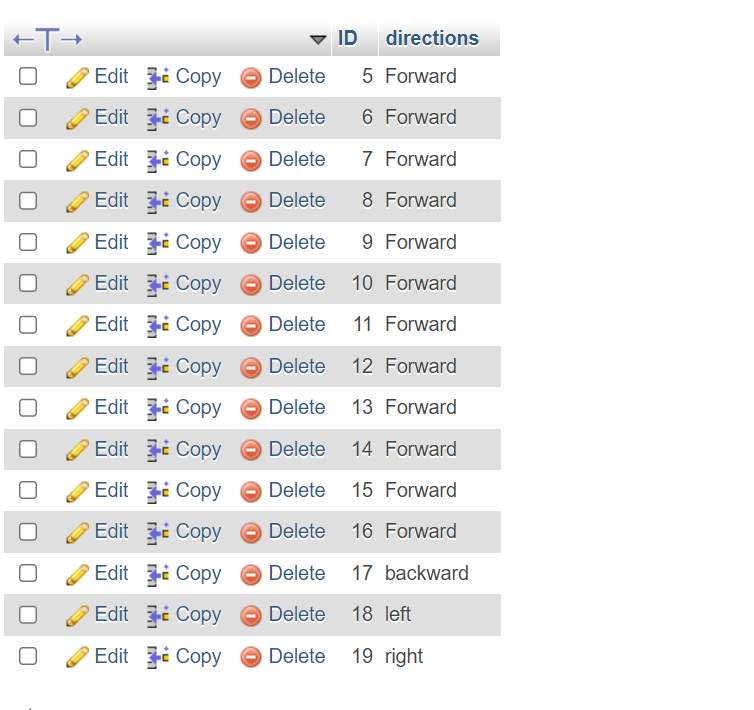 ←T→ ID directions
Edit Copy Delete 5 Forward
Edit Copy Delete 6 Forward
Edit Copy Delete 7 Forward
Edit Copy Delete 8 Forward
Edit Copy Delete 9 Forward
Edit Copy Delete 10 Forward
Edit Copy Delete 11 Forward
Edit Copy Delete 12 Forward
Edit Copy Delete 13 Forward
Edit Copy Delete 14 Forward
Edit Copy Delete 15 Forward
Edit Copy Delete 16 Forward
Edit Copy Delete 17 backward
Edit Copy Delete 18 left
Edit Copy Delete 19 right